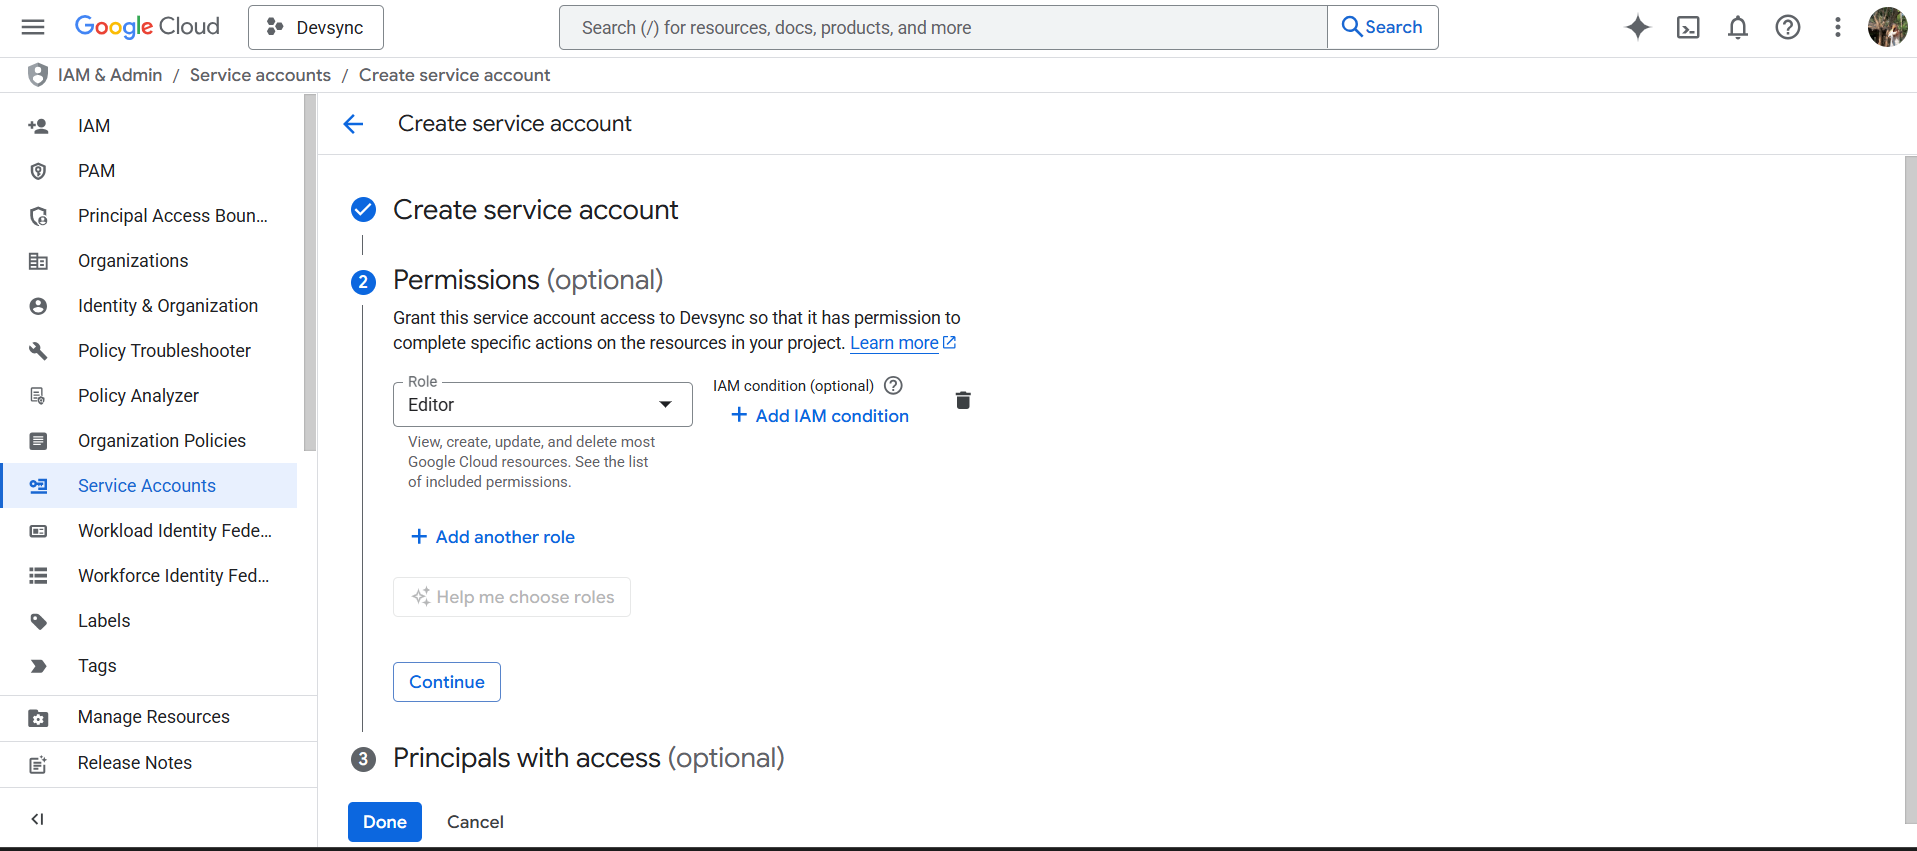 Google Cloud
Devsync
Search (/) for resources, docs, products, and more
Search
IAM & Admin / Service accounts / Create service account
IAM
PAM
Principal Access Boun...
Organizations
Identity & Organization
Policy Troubleshooter
Policy Analyzer
Organization Policies
Service Accounts
Workload Identity Fede...
Workforce Identity Fed...
Labels
Tags
Manage Resources
Release Notes
Create service account
Create service account
2 Permissions (optional)
Grant this service account access to Devsync so that it has permission to
complete specific actions on the resources in your project. Learn more
Role
Editor
IAM condition (optional)
Add IAM condition
View, create, update, and delete most
Google Cloud resources. See the list
of included permissions.
Add another role
Help me choose roles
Continue
3 Principals with access (optional)
Done
Cancel